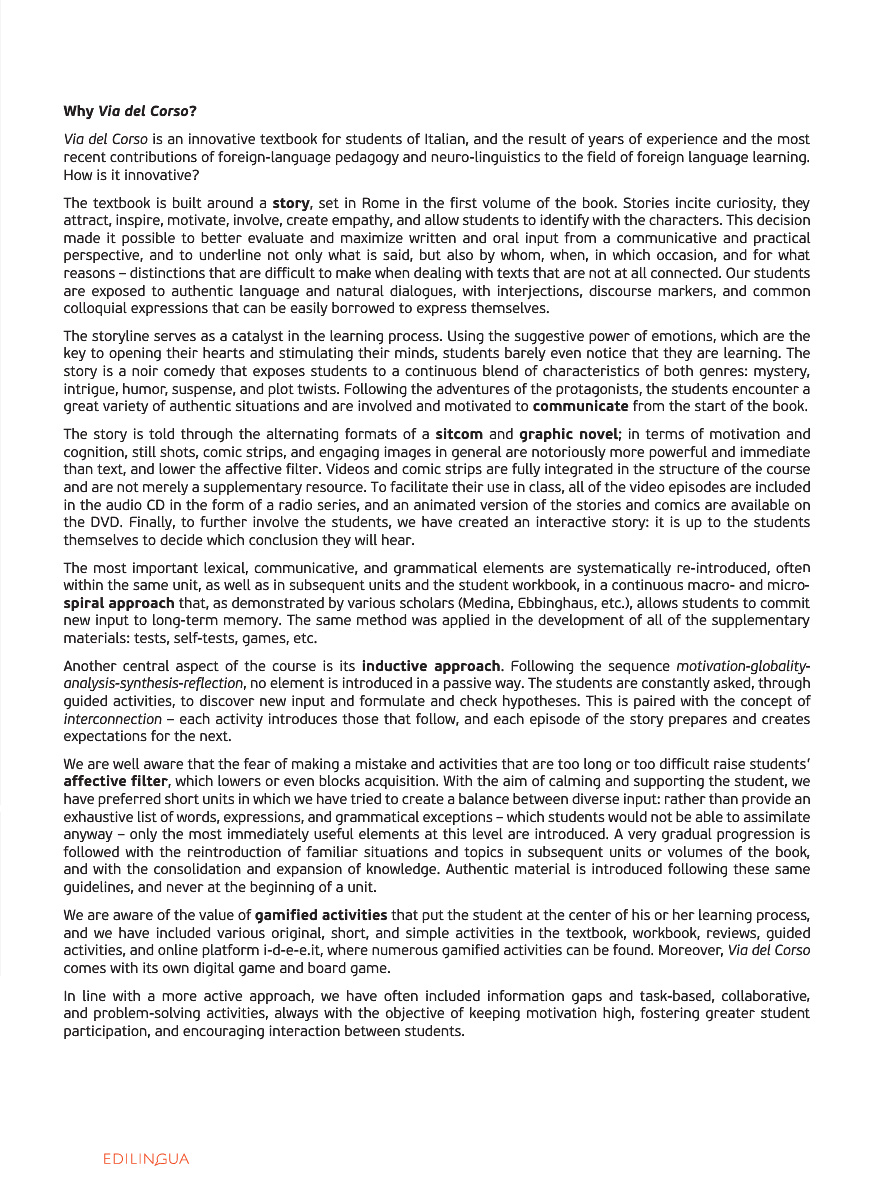 Why Via del Corso?
Via del Corso is an innovative textbook for students of Italian, and the result of years of experience and the most
recent contributions of foreign-language pedagogy and neuro-linguistics to the field of foreign language learning.
How is it innovative?
The textbook is built around a story, set in Rome in the first volume of the book. Stories incite curiosity, they
attract, inspire, motivate, involve, create empathy, and allow students to identify with the characters. This decision
made it possible to better evaluate and maximize written and oral input from a communicative and practical
perspective, and to underline not only what is said, but also by whom, when, in which occasion, and for what
reasons – distinctions that are difficult to make when dealing with texts that are not at all connected. Our students
are exposed to authentic language and natural dialogues, with interjections, discourse markers, and common
colloquial expressions that can be easily borrowed to express themselves.
The storyline serves as a catalyst in the learning process. Using the suggestive power of emotions, which are the
key to opening their hearts and stimulating their minds, students barely even notice that they are learning. The
story is a noir comedy that exposes students to a continuous blend of characteristics of both genres: mystery,
intrigue, humor, suspense, and plot twists. Following the adventures of the protagonists, the students encounter a
great variety of authentic situations and are involved and motivated to communicate from the start of the book.
The story is told through the alternating formats of a sitcom and graphic novel; in terms of motivation and
cognition, still shots, comic strips, and engaging images in general are notoriously more powerful and immediate
than text, and lower the affective filter. Videos and comic strips are fully integrated in the structure of the course
and are not merely a supplementary resource. To facilitate their use in class, all of the video episodes are included
in the audio CD in the form of a radio series, and an animated version of the stories and comics are available on
the DVD. Finally, to further involve the students, we have created an interactive story: it is up to the students
themselves to decide which conclusion they will hear.
The most important lexical, communicative, and grammatical elements are systematically re-introduced, often
within the same unit, as well as in subsequent units and the student workbook, in a continuous macro- and micro-
spiral approach that, as demonstrated by various scholars (Medina, Ebbinghaus, etc.), allows students to commit
new input to long-term memory. The same method was applied in the development of all of the supplementary
materials: tests, self-tests, games, etc.
Another central aspect of the course is its inductive approach. Following the sequence motivation-globality-
analysis-synthesis-reflection, no element is introduced in a passive way. The students are constantly asked, through
guided activities, to discover new input and formulate and check hypotheses. This is paired with the concept of
interconnection – each activity introduces those that follow, and each episode of the story prepares and creates
expectations for the next.
We are well aware that the fear of making a mistake and activities that are too long or too difficult raise students’
affective filter, which lowers or even blocks acquisition. With the aim of calming and supporting the student, we
have preferred short units in which we have tried to create a balance between diverse input: rather than provide an
exhaustive list of words, expressions, and grammatical exceptions – which students would not be able to assimilate
anyway – only the most immediately useful elements at this level are introduced. A very gradual progression is
followed with the reintroduction of familiar situations and topics in subsequent units or volumes of the book,
and with the consolidation and expansion of knowledge. Authentic material is introduced following these same
guidelines, and never at the beginning of a unit.
We are aware of the value of gamified activities that put the student at the center of his or her learning process,
and we have included various original, short, and simple activities in the textbook, workbook, reviews, guided
activities, and online platform i-d-e-e.it, where numerous gamified activities can be found. Moreover, Via del Corso
comes with its own digital game and board game.
In line with a more active approach, we have often included information gaps and task-based, collaborative,
and problem-solving activities, always with the objective of keeping motivation high, fostering greater student
participation, and encouraging interaction between students.
EDILINGUA